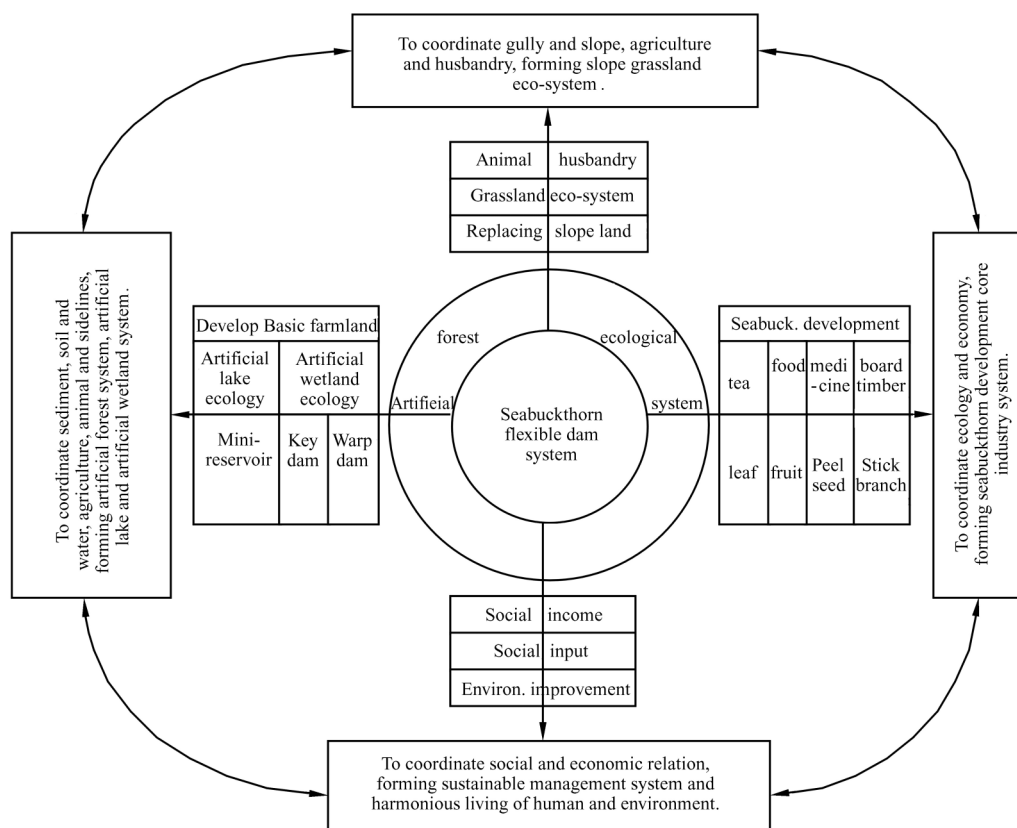 To coordinate gully and slope, agriculture
and husbandry, forming slope grassland
eco-system .
Animal husbandry
Grassland eco-system
Replacing slope land
To coordinate sediment, soil and
water, agriculture, animal and sidelines,
forming artificial forest system, artificial
lake and artificial wetland system.
Develop Basic farmland
Artificial
lake
ecology
Artificial
wetland
ecology
Mini-
reservoir
Key
dam
Warp
dam
Artifieial
forest
ecological
system
Seabuckthorn
flexible dam
system
Seabuck. development
tea
food
medi
-cine
board
timber
leaf
fruit
Peel
seed
Stick
branch
To coordinate ecology and economy,
forming seabuckthorn development core
industry system.
Social income
Social input
Environ. improvement
To coordinate social and economic relation,
forming sustainable management system and
harmonious living of human and environment.